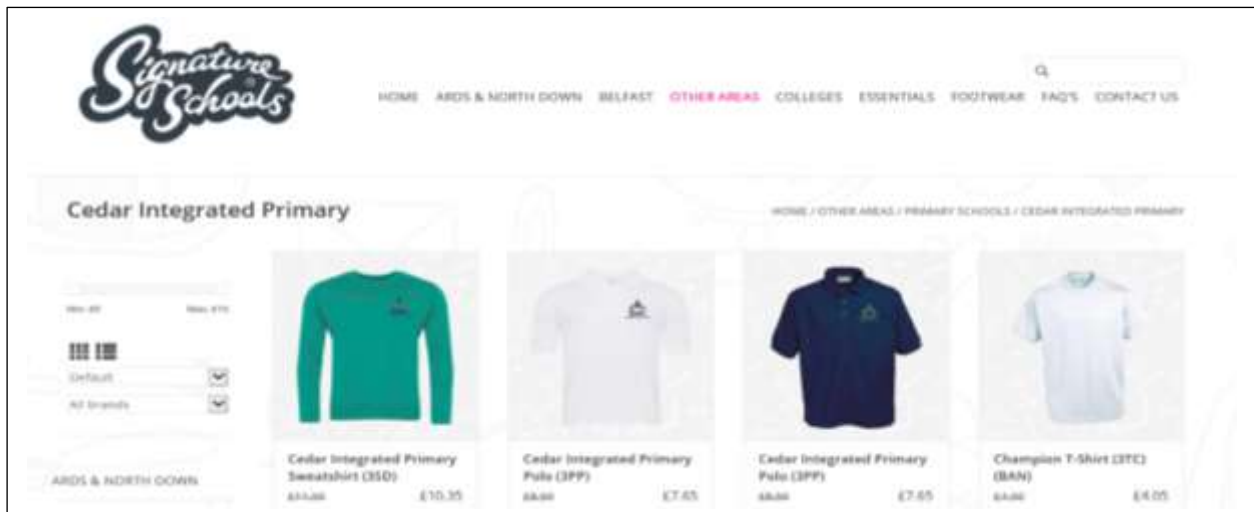 Signature
Schools®
HOME ARDS & NORTH DOWN BELFAST OTHER AREAS COLLEGES ESSENTIALS FOOTWEAR FAQ'S CONTACT US
Cedar Integrated Primary
HOME / OTHER AREAS / PRIMARY SCHOOLS / CEDAR INTEGRATED PRIMARY
Default
All brands
ARDS & NORTH DOWN
Cedar Integrated Primary
Sweatshirt (3SD)
£10.35
Cedar Integrated Primary
Polo (3PP)
£7.65
Cedar Integrated Primary
Polo (3PP)
£7.65
Champion T-Shirt (3TC)
(BAN)
£4.05